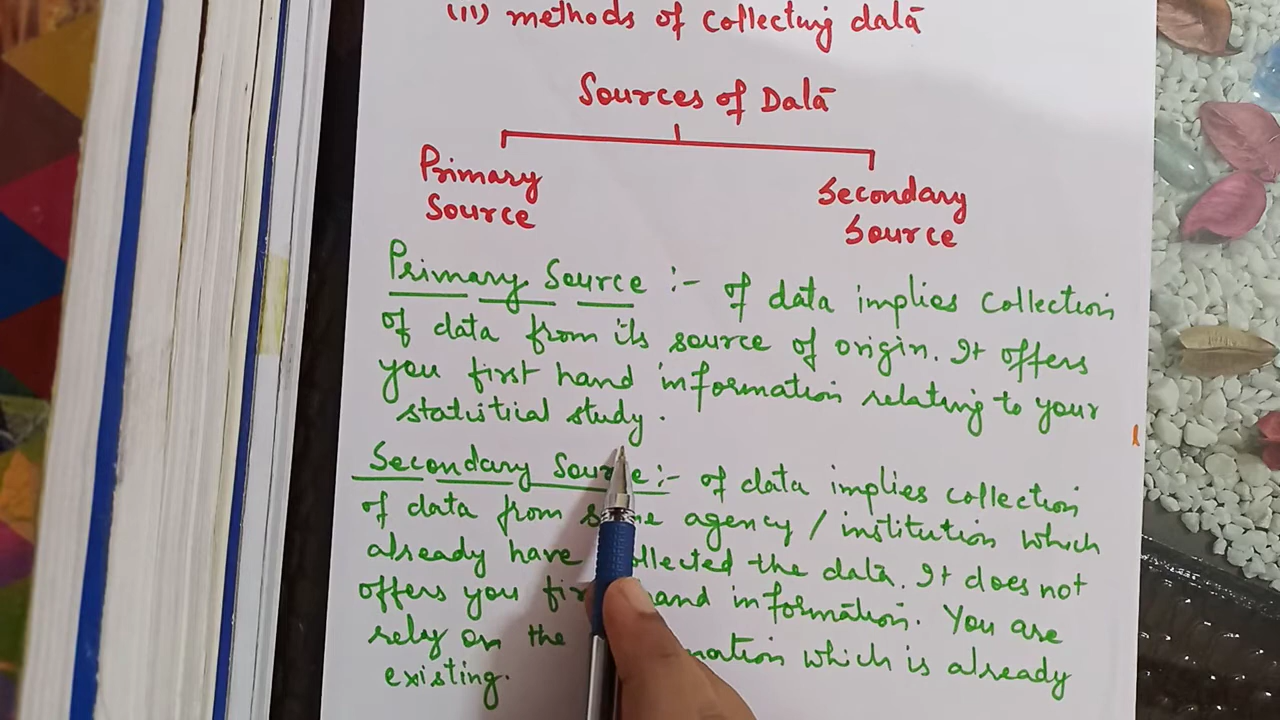 (ii) methods of collecting data
Sources of Data
Primary
Source
Secondary
Source
Primary Source :- of data implies collection
of data from its source of origin. It offers
you first hand information relating to your
statistical study.
Secondary Source :- of data implies collection
of data from agency / institution which
already have the data. It does not
offers you hand information. You are
rely on the which is already
existing.